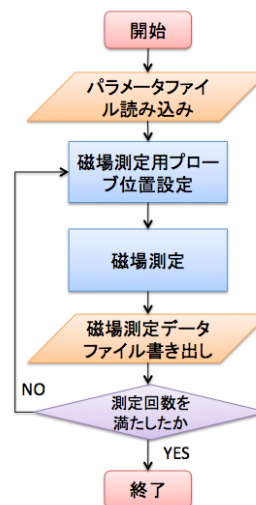 開始
パラメータファイ
ル読み込み
磁場測定用プロー
ブ位置設定
磁場測定
磁場測定データ
ファイル書き出し
測定回数を
満たしたか
NO
YES
終了